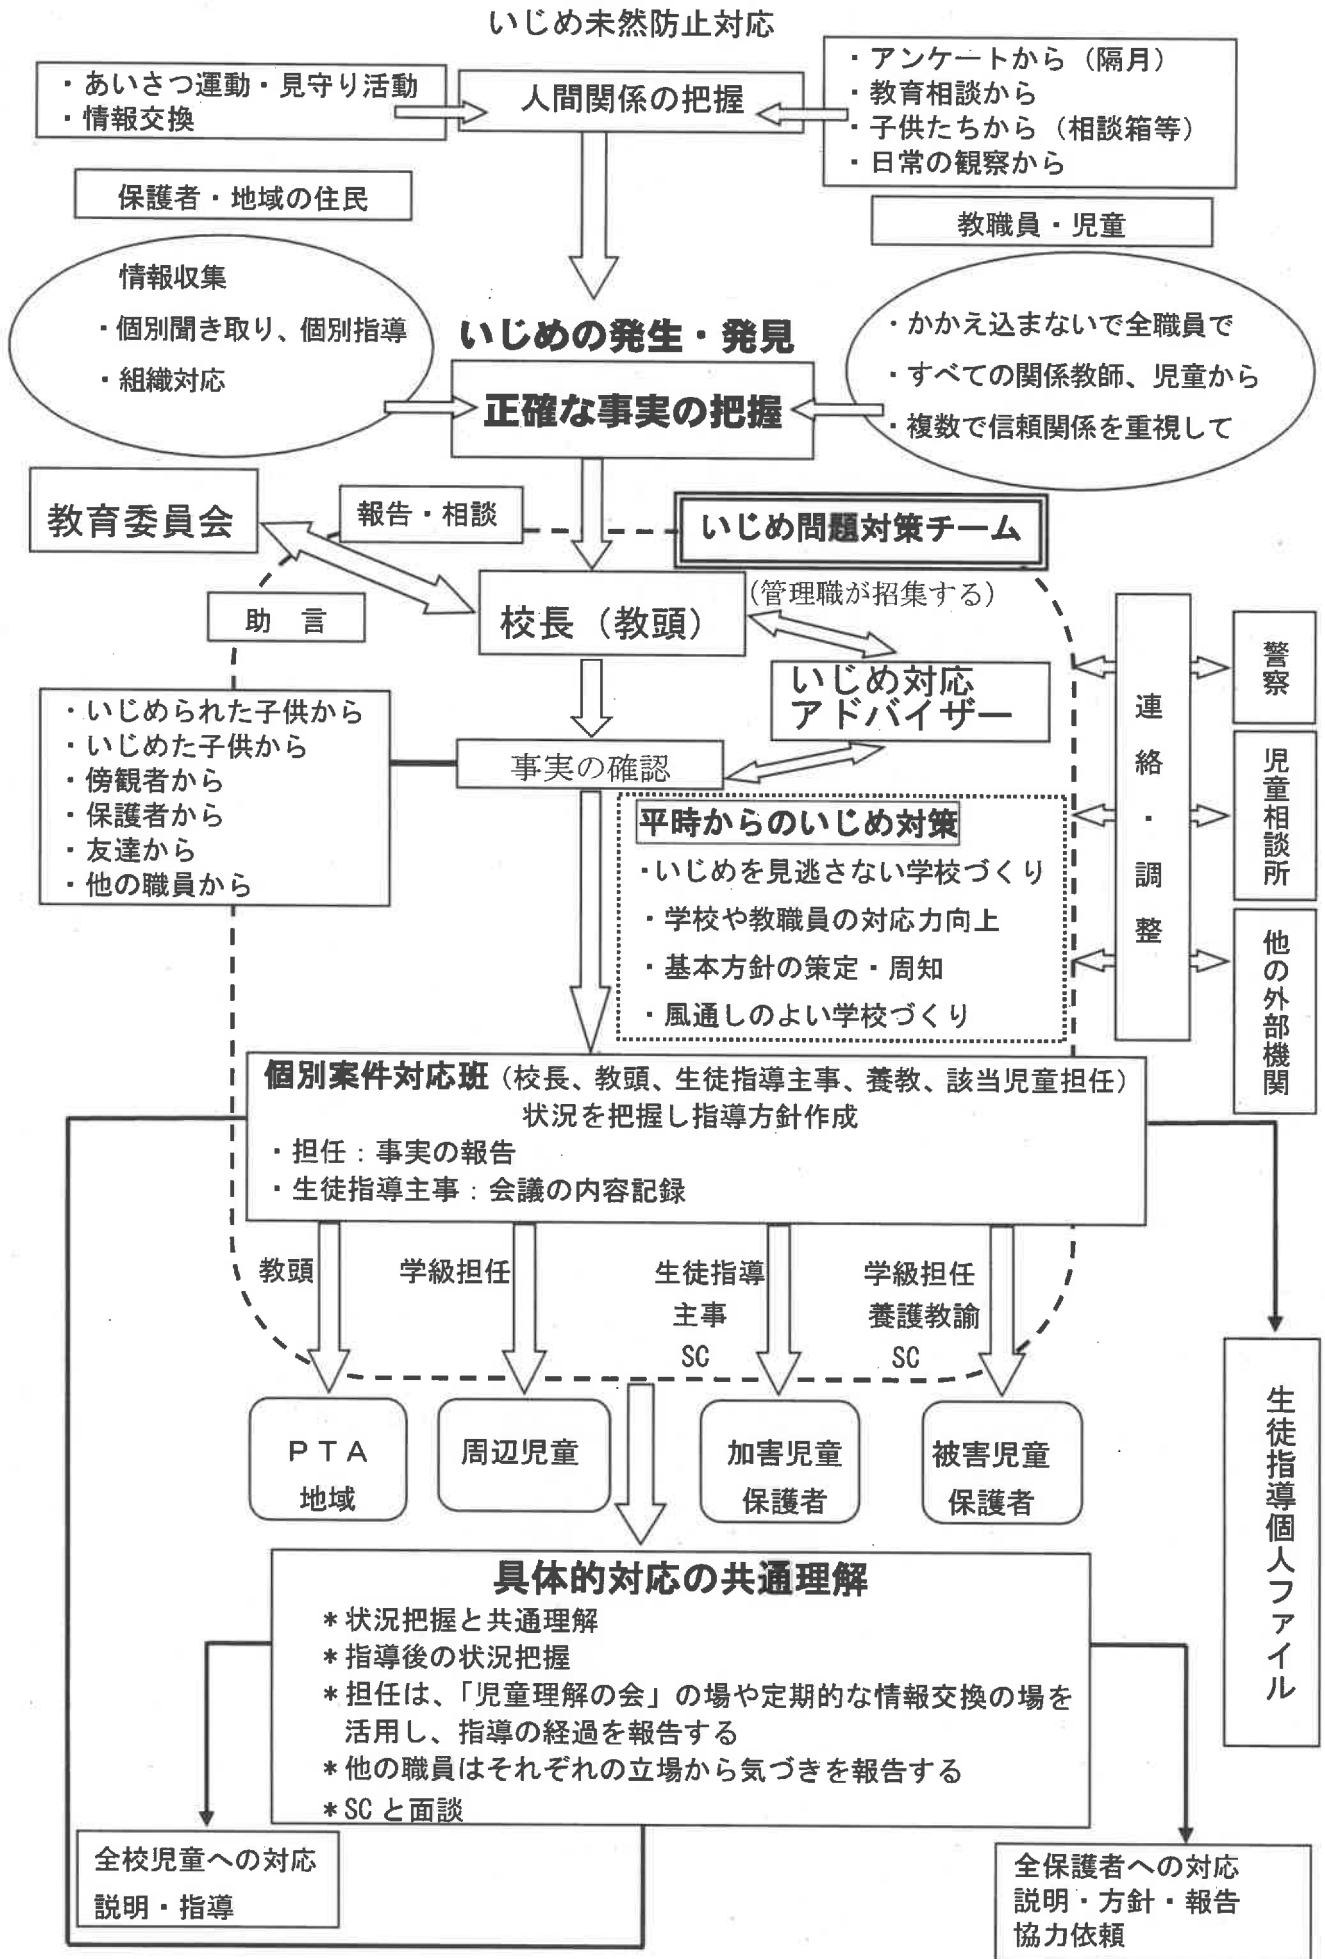 いじめ未然防止対応
・あいさつ運動・見守り活動
・情報交換
人間関係の把握
・アンケートから（隔月）
・教育相談から
・子供たちから（相談箱等）
・日常の観察から
保護者・地域の住民
教職員・児童
情報収集
・個別聞き取り、個別指導
・組織対応
いじめの発生・発見
正確な事実の把握
・かかえ込まないで全職員で
・すべての関係教師、児童から
・複数で信頼関係を重視して
教育委員会
報告・相談
いじめ問題対策チーム
助　言
校長（教頭）
（管理職が招集する）
いじめ対応
アドバイザー
・いじめられた子供から
・いじめた子供から
・傍観者から
・保護者から
・友達から
・他の職員から
事実の確認
平時からのいじめ対策
・いじめを見逃さない学校づくり
・学校や教職員の対応力向上
・基本方針の策定・周知
・風通しのよい学校づくり
連絡・調整
警察
児童相談所
他の外部機関
個別案件対応班（校長、教頭、生徒指導主事、養教、該当児童担任）
状況を把握し指導方針作成
・担任：事実の報告
・生徒指導主事：会議の内容記録
教頭
学級担任
生徒指導
主事
SC
学級担任
養護教諭
SC
ＰＴＡ
地域
周辺児童
加害児童
保護者
被害児童
保護者
生徒指導個人ファイル
具体的対応の共通理解
＊状況把握と共通理解
＊指導後の状況把握
＊担任は、「児童理解の会」の場や定期的な情報交換の場を
活用し、指導の経過を報告する
＊他の職員はそれぞれの立場から気づきを報告する
＊SCと面談
全校児童への対応
説明・指導
全保護者への対応
説明・方針・報告
協力依頼